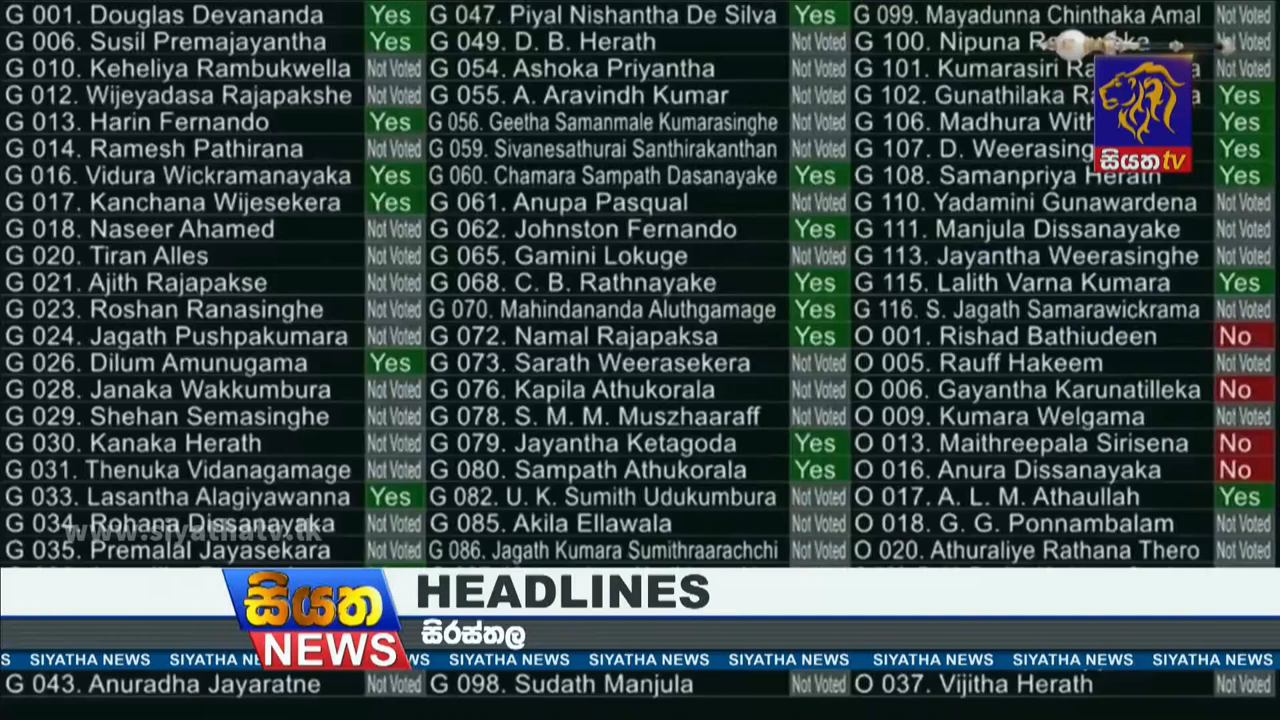 G 001. Douglas Devananda Yes
G 006. Susil Premajayantha Yes
G 010. Keheliya Rambukwella Not Voted
G 012. Wijeyadasa Rajapakshe Not Voted
G 013. Harin Fernando Yes
G 014. Ramesh Pathirana Not Voted
G 016. Vidura Wickramanayaka Yes
G 017. Kanchana Wijesekera Yes
G 018. Naseer Ahamed Not Voted
G 020. Tiran Alles Not Voted
G 021. Ajith Rajapakse Not Voted
G 023. Roshan Ranasinghe Not Voted
G 024. Jagath Pushpakumara Not Voted
G 026. Dilum Amunugama Yes
G 028. Janaka Wakkumbura Not Voted
G 029. Shehan Semasinghe Not Voted
G 030. Kanaka Herath Not Voted
G 031. Thenuka Vidanagamage Not Voted
G 033. Lasantha Alagiyawanna Yes
G 034. Rohana Dissanayaka Not Voted
www.siyathatv.lk
G 035. Premalal Jayasekara Not Voted
G 043. Anuradha Jayaratne Not Voted
G 047. Piyal Nishantha De Silva Yes
G 049. D. B. Herath Not Voted
G 054. Ashoka Priyantha Not Voted
G 055. A. Aravindh Kumar Not Voted
G 056. Geetha Samanmale Kumarasinghe Not Voted
G 059. Sivanesathurai Santhirakanthan Not Voted
G 060. Chamara Sampath Dasanayake Yes
G 061. Anupa Pasqual Not Voted
G 062. Johnston Fernando Yes
G 065. Gamini Lokuge Not Voted
G 068. C. B. Rathnayake Yes
G 070. Mahindananda Aluthgamage Yes
G 072. Namal Rajapaksa Yes
G 073. Sarath Weerasekera Not Voted
G 076. Kapila Athukorala Not Voted
G 078. S. M. M. Muszhaaraff Not Voted
G 079. Jayantha Ketagoda Yes
G 080. Sampath Athukorala Yes
G 082. U. K. Sumith Udukumbura Not Voted
G 085. Akila Ellawala Not Voted
G 086. Jagath Kumara Sumithraarachchi Not Voted
G 098. Sudath Manjula Not Voted
G 099. Mayadunna Chinthaka Amal Not Voted
G 100. Nipuna Not Voted
G 101. Kumarasiri Not Voted
G 102. Gunathilaka Yes
G 106. Madhura Yes
G 107. D. Yes
G 108. Samanpriya Herath Yes
G 110. Yadamini Gunawardena Not Voted
G 111. Manjula Dissanayake Not Voted
G 113. Jayantha Weerasinghe Not Voted
G 115. Lalith Varna Kumara Yes
G 116. S. Jagath Samarawickrama Not Voted
O 001. Rishad Bathiudeen No
O 005. Rauff Hakeem Not Voted
O 006. Gayantha Karunatilleka No
O 009. Kumara Welgama Not Voted
O 013. Maithreepala Sirisena No
O 016. Anura Dissanayaka No
O 017. A. L. M. Athaullah Yes
O 018. G. G. Ponnambalam Not Voted
O 020. Athuraliye Rathana Thero Not Voted
O 037. Vijitha Herath Not Voted
සියත tv
සියත
NEWS
HEADLINES
සිරස්තල
SIYATHA NEWS SIYATHA NEWS SIYATHA NEWS SIYATHA NEWS SIYATHA NEWS SIYATHA NEWS SIYATHA NEWS SIYATHA NEWS